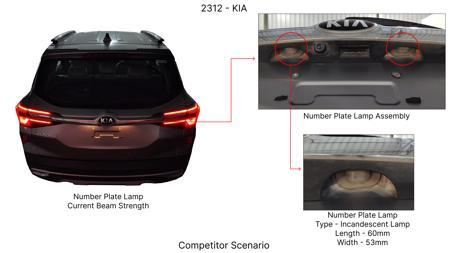 2312 - KIA
KIA
KIA
Number Plate Lamp Assembly
Number Plate Lamp
Current Beam Strength
Number Plate Lamp
Type - Incandescent Lamp
Length - 60mm
Width - 53mm
Competitor Scenario